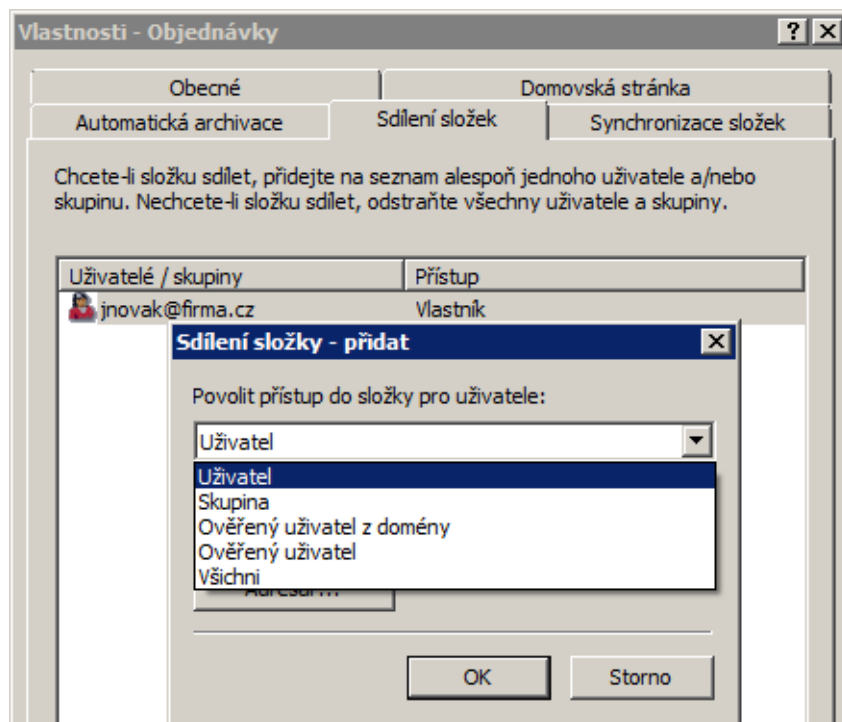 Vlastnosti - Objednávky
Obecné
Domovská stránka
Automatická archivace
Sdílení složek
Synchronizace složek
Chcete-li složku sdílet, přidejte na seznam alespoň jednoho uživatele a/nebo
skupinu. Nechcete-li složku sdílet, odstraňte všechny uživatele a skupiny.
Uživatelé / skupiny
Přístup
jnovak@firma.cz
Vlastník
Sdílení složky - přidat
Povolit přístup do složky pro uživatele:
Uživatel
Uživatel
Skupina
Ověřený uživatel z domény
Ověřený uživatel
Všichni
Adresář...
OK
Storno